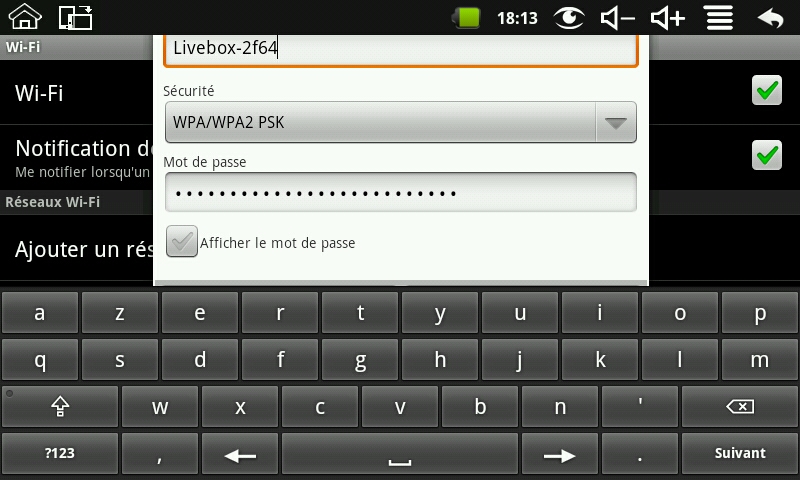 18:13
Wi-Fi
Livebox-2f64
Wi-Fi
Sécurité
WPA/WPA2 PSK
Notification d
Me notifier lorsqu'un
Mot de passe
••••••••••••••••••••••••••
Réseaux Wi-Fi
Ajouter un rés
Afficher le mot de passe
a z e r t y u i o p
q s d f g h j k l m
w x c v b n '
?123 , . Suivant